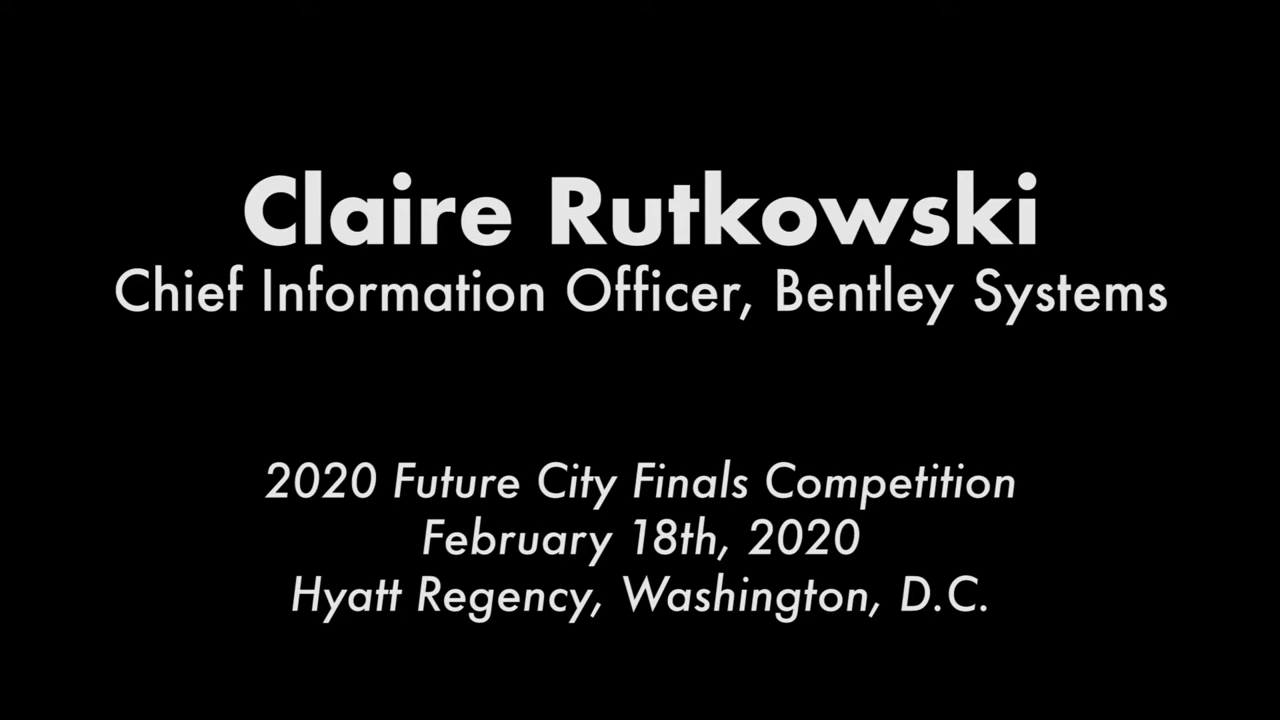 Claire Rutkowski
Chief Information Officer, Bentley Systems
2020 Future City Finals Competition
February 18th, 2020
Hyatt Regency, Washington, D.C.